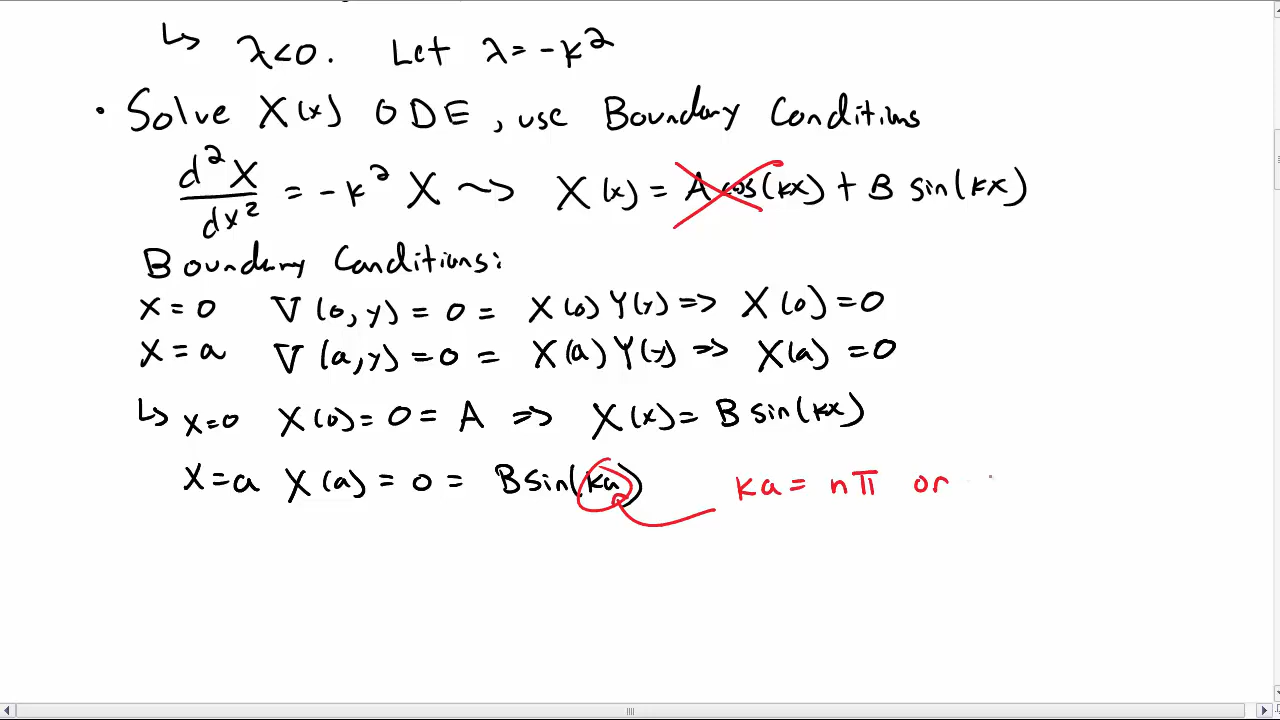 ↳ λ<0. Let λ=-k²
• Solve X(x) ODE, use Boundary Conditions
d²X/dx² = -k² X ~> X(x) = A cos(kx) + B sin(kx)
Boundary Conditions:
x=0 V(0,y) = 0 = X(0)Y(y) => X(0)=0
x=a V(a,y)=0 = X(a)Y(y) => X(a)=0
↳ x=0 X(0)=0=A => X(x)= B sin(kx)
x=a X(a)=0= B sin(ka) ka= nπ or